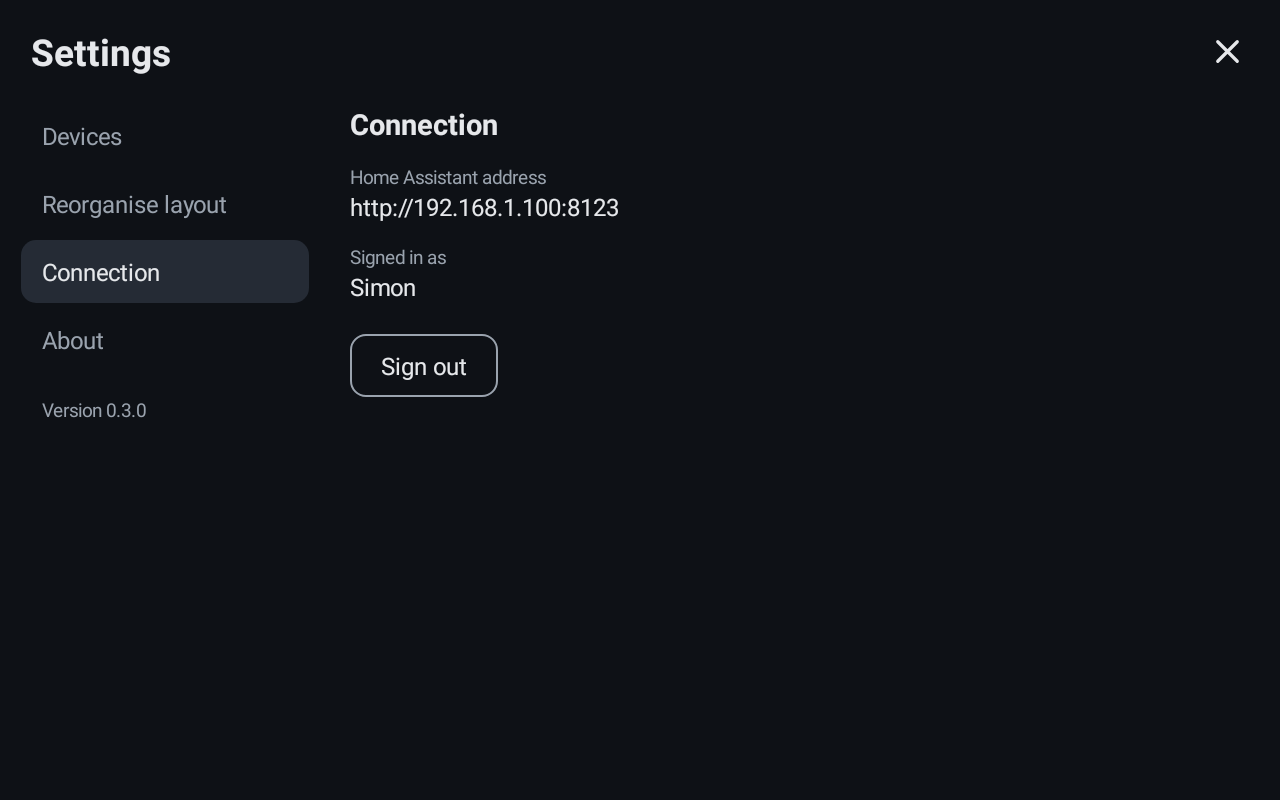 Settings
Devices
Reorganise layout
Connection
About
Version 0.3.0
Connection
Home Assistant address
http://192.168.1.100:8123
Signed in as
Simon
Sign out